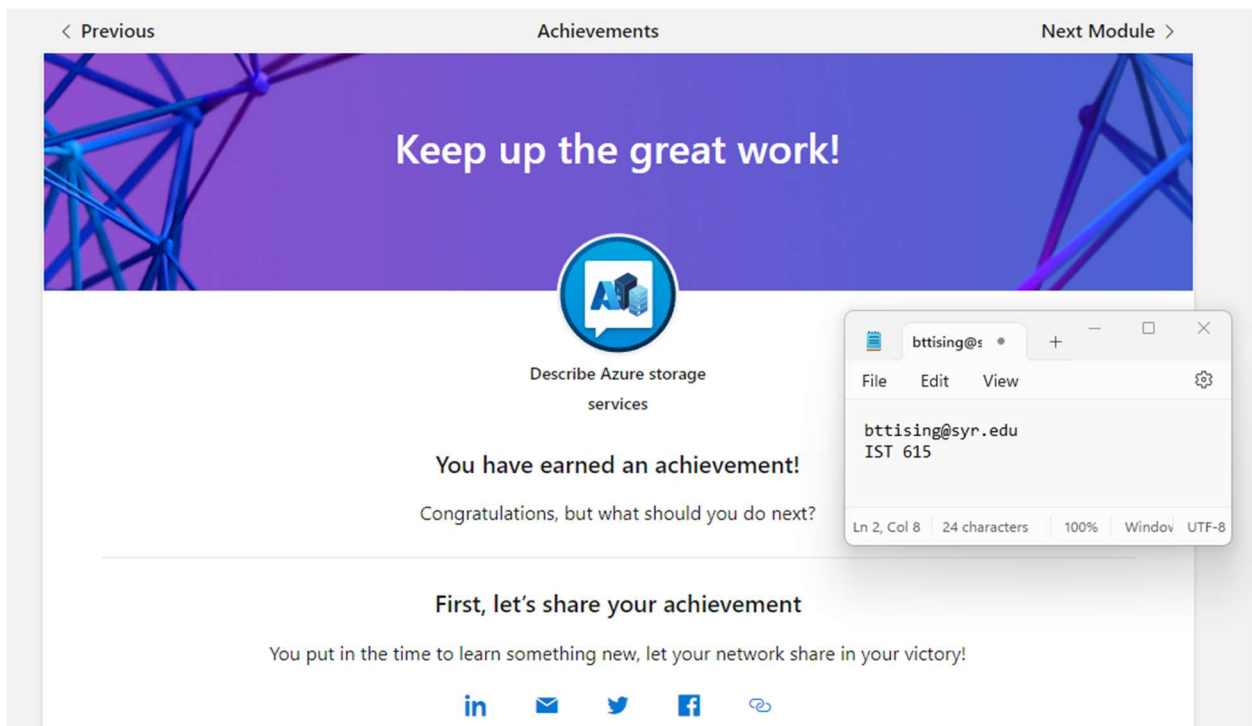 Previous Achievements Next Module
Keep up the great work!
Describe Azure storage
services
You have earned an achievement!
Congratulations, but what should you do next?
First, let's share your achievement
You put in the time to learn something new, let your network share in your victory!
in
bttising@s
File Edit View
bttising@syr.edu
IST 615
Ln 2, Col 8 24 characters 100% Window UTF-8